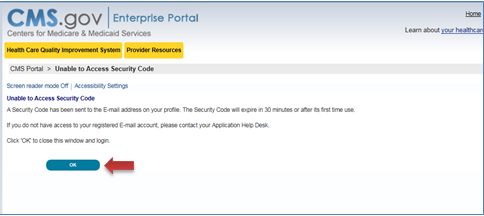 Home
CMS.gov Enterprise Portal
Learn about your healthcar
Centers for Medicare & Medicaid Services
Health Care Quality Improvement System Provider Resources
CMS Portal > Unable to Access Security Code
Screen reader mode Off | Accessibility Settings
Unable to Access Security Code
A Security Code has been sent to the E-mail address on your profile. The Security Code will expire in 30 minutes or after its first time use.
If you do not have access to your registered E-mail account, please contact your Application Help Desk.
Click 'OK' to close this window and login.
OK